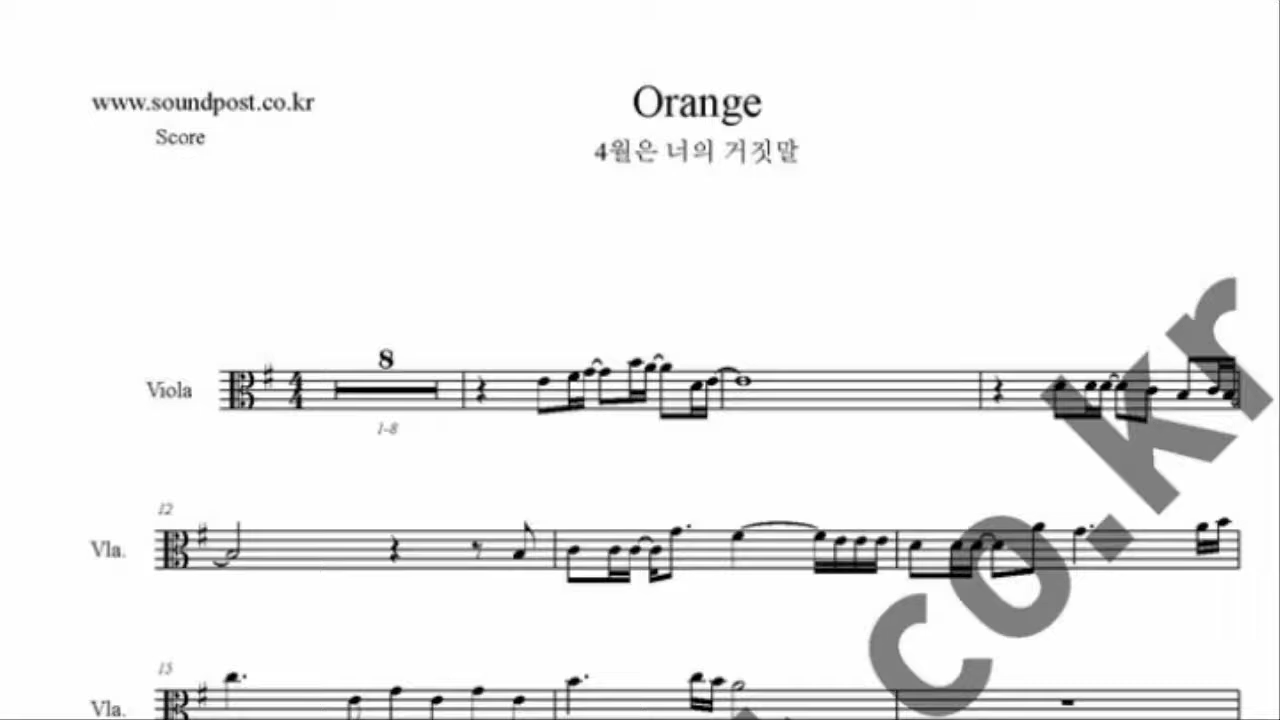 Orange
www.soundpost.co.kr
Score
4월은 너의 거짓말
8
Viola
1-8
12
Vla.
15
Vla.
co.kr